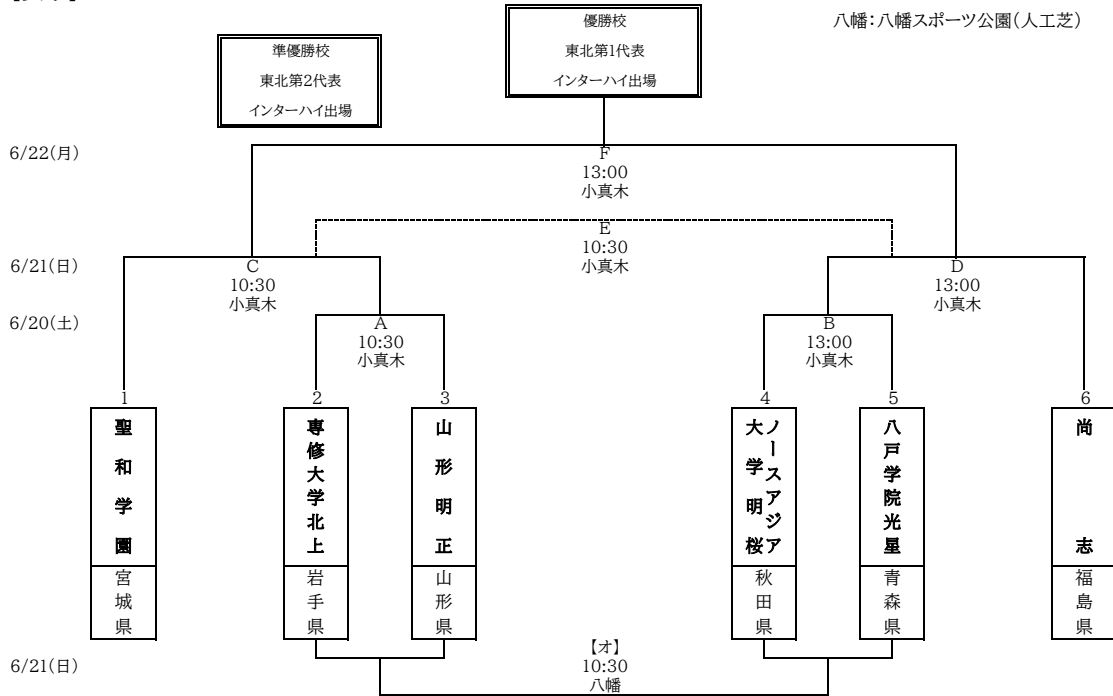 八幡：八幡スポーツ公園(人工芝)
優勝校
東北第1代表
インターハイ出場
準優勝校
東北第2代表
インターハイ出場
6/22(月)
F
13:00
小真木
E
10:30
小真木
6/21(日)
C
10:30
小真木
D
13:00
小真木
6/20(土)
A
10:30
小真木
B
13:00
小真木
1
2
3
4
5
6
聖和学園
専修大学北上
山形明正
ノースアジア
大学明桜
八戸学院光星
尚志
宮城県
岩手県
山形県
秋田県
青森県
福島県
6/21(日)
【オ】
10:30
八幡